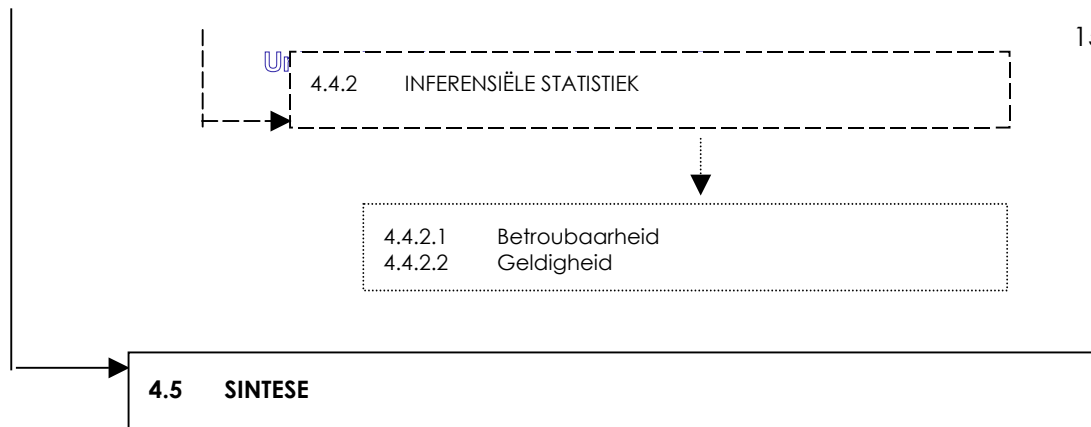 4.4.2 INFERENSIËLE STATISTIEK
4.4.2.1 Betroubaarheid
4.4.2.2 Geldigheid
4.5 SINTESE